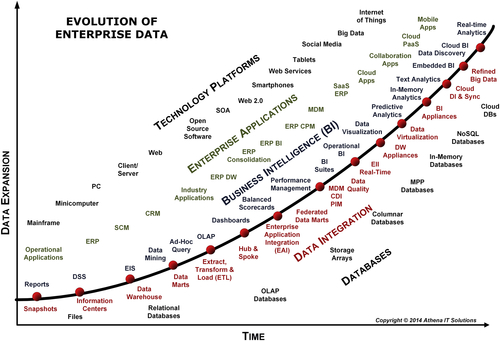 EVOLUTION OF
ENTERPRISE DATA
Internet
of Things
Mobile
Apps
Real-time
Analytics
Big Data
Cloud
PaaS
Cloud BI
Social Media
Data Discovery
Collaboration
Apps
Embedded BI
Refined
Big Data
Tablets
Cloud
Apps
Text Analytics
Cloud
DI & Sync
Web Services
SaaS
ERP
In-Memory
Analytics
Smartphones
BI
Appliances
Cloud
DBs
TECHNOLOGY PLATFORMS
Web 2.0
MDM
Predictive
Analytics
SOA
Data
Visualization
Data
Virtualization
NoSQL
Databases
Open
Source
Software
ERP CPM
ENTERPRISE APPLICATIONS
ERP BI
Operational
BI
DW
Appliances
Web
ERP
Consolidation
BUSINESS INTELLIGENCE (BI)
EII
Real-Time
In-Memory
Databases
Client/
Server
BI
Suites
ERP DW
Performance
Management
Data
Quality
MPP
Databases
PC
Industry
Applications
MDM
CDI
PIM
Minicomputer
Balanced
Scorecards
CRM
Federated
Data Marts
Columnar
Databases
Mainframe
Dashboards
SCM
Enterprise
Application
Integration
(EAI)
DATA INTEGRATION
ERP
Ad-Hoc
Query
OLAP
Operational
Applications
Data
Mining
Hub
& Spoke
Storage
Arrays
DATABASES
EIS
Extract,
Transform &
Load (ETL)
DSS
Data
Marts
Reports
Data
Warehouse
OLAP
Databases
Snapshots
Information
Centers
Relational
Databases
Files
DATA EXPANSION
TIME
Copyright © 2014 Athena IT Solutions